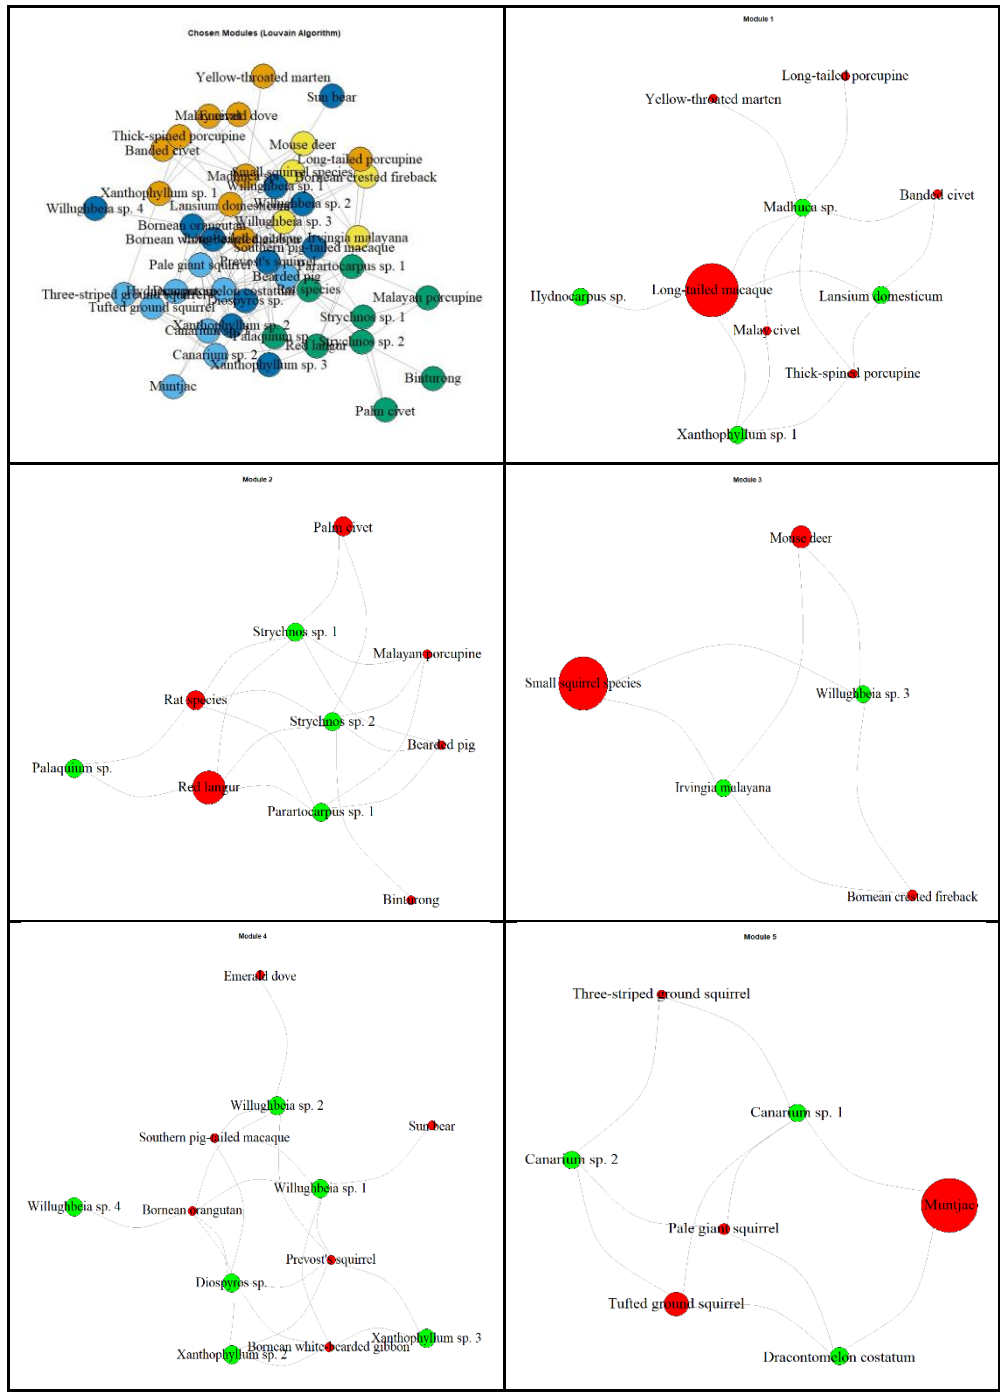 Chosen Modules (Louvain Algorithm)
Yellow-throated marten
Sun bear
Emerald dove
Thick-spined porcupine
Banded civet
Mouse deer
Long-tailed porcupine
Small squirrel species
Bornean crested fireback
Willughbeia sp. 1
Xanthophyllum sp. 1
Willughbeia sp. 4
Lansium domesticum
Willughbeia sp. 2
Willughbeia sp. 3
Bornean orangutan
Irvingia malayana
Southern pig-tailed macaque
Pale giant squirrel
Prevost's squirrel
Parartocarpus sp. 1
Bearded pig
Three-striped ground squirrel
Rat species
Malayan porcupine
Diospyros sp.
Tufted ground squirrel
Strychnos sp. 1
Xanthophyllum sp. 2
Palaquium sp.
Strychnos sp. 2
Red langur
Canarium sp. 2
Xanthophyllum sp. 3
Muntjac
Binturong
Palm civet
Module 1
Long-tailed porcupine
Yellow-throated marten
Banded civet
Madhuca sp.
Long-tailed macaque
Hydnocarpus sp.
Lansium domesticum
Malay civet
Thick-spined porcupine
Xanthophyllum sp. 1
Module 2
Palm civet
Strychnos sp. 1
Malayan porcupine
Rat species
Strychnos sp. 2
Bearded pig
Palaquium sp.
Red langur
Parartocarpus sp. 1
Binturong
Module 3
Mouse deer
Small squirrel species
Willughbeia sp. 3
Irvingia malayana
Bornean crested fireback
Module 4
Emerald dove
Willughbeia sp. 2
Sun bear
Southern pig-tailed macaque
Willughbeia sp. 1
Willughbeia sp. 4
Bornean orangutan
Prevost's squirrel
Diospyros sp.
Xanthophyllum sp. 3
Bornean white-bearded gibbon
Xanthophyllum sp. 2
Module 5
Three-striped ground squirrel
Canarium sp. 1
Canarium sp. 2
Muntjac
Pale giant squirrel
Tufted ground squirrel
Dracontomelon costatum